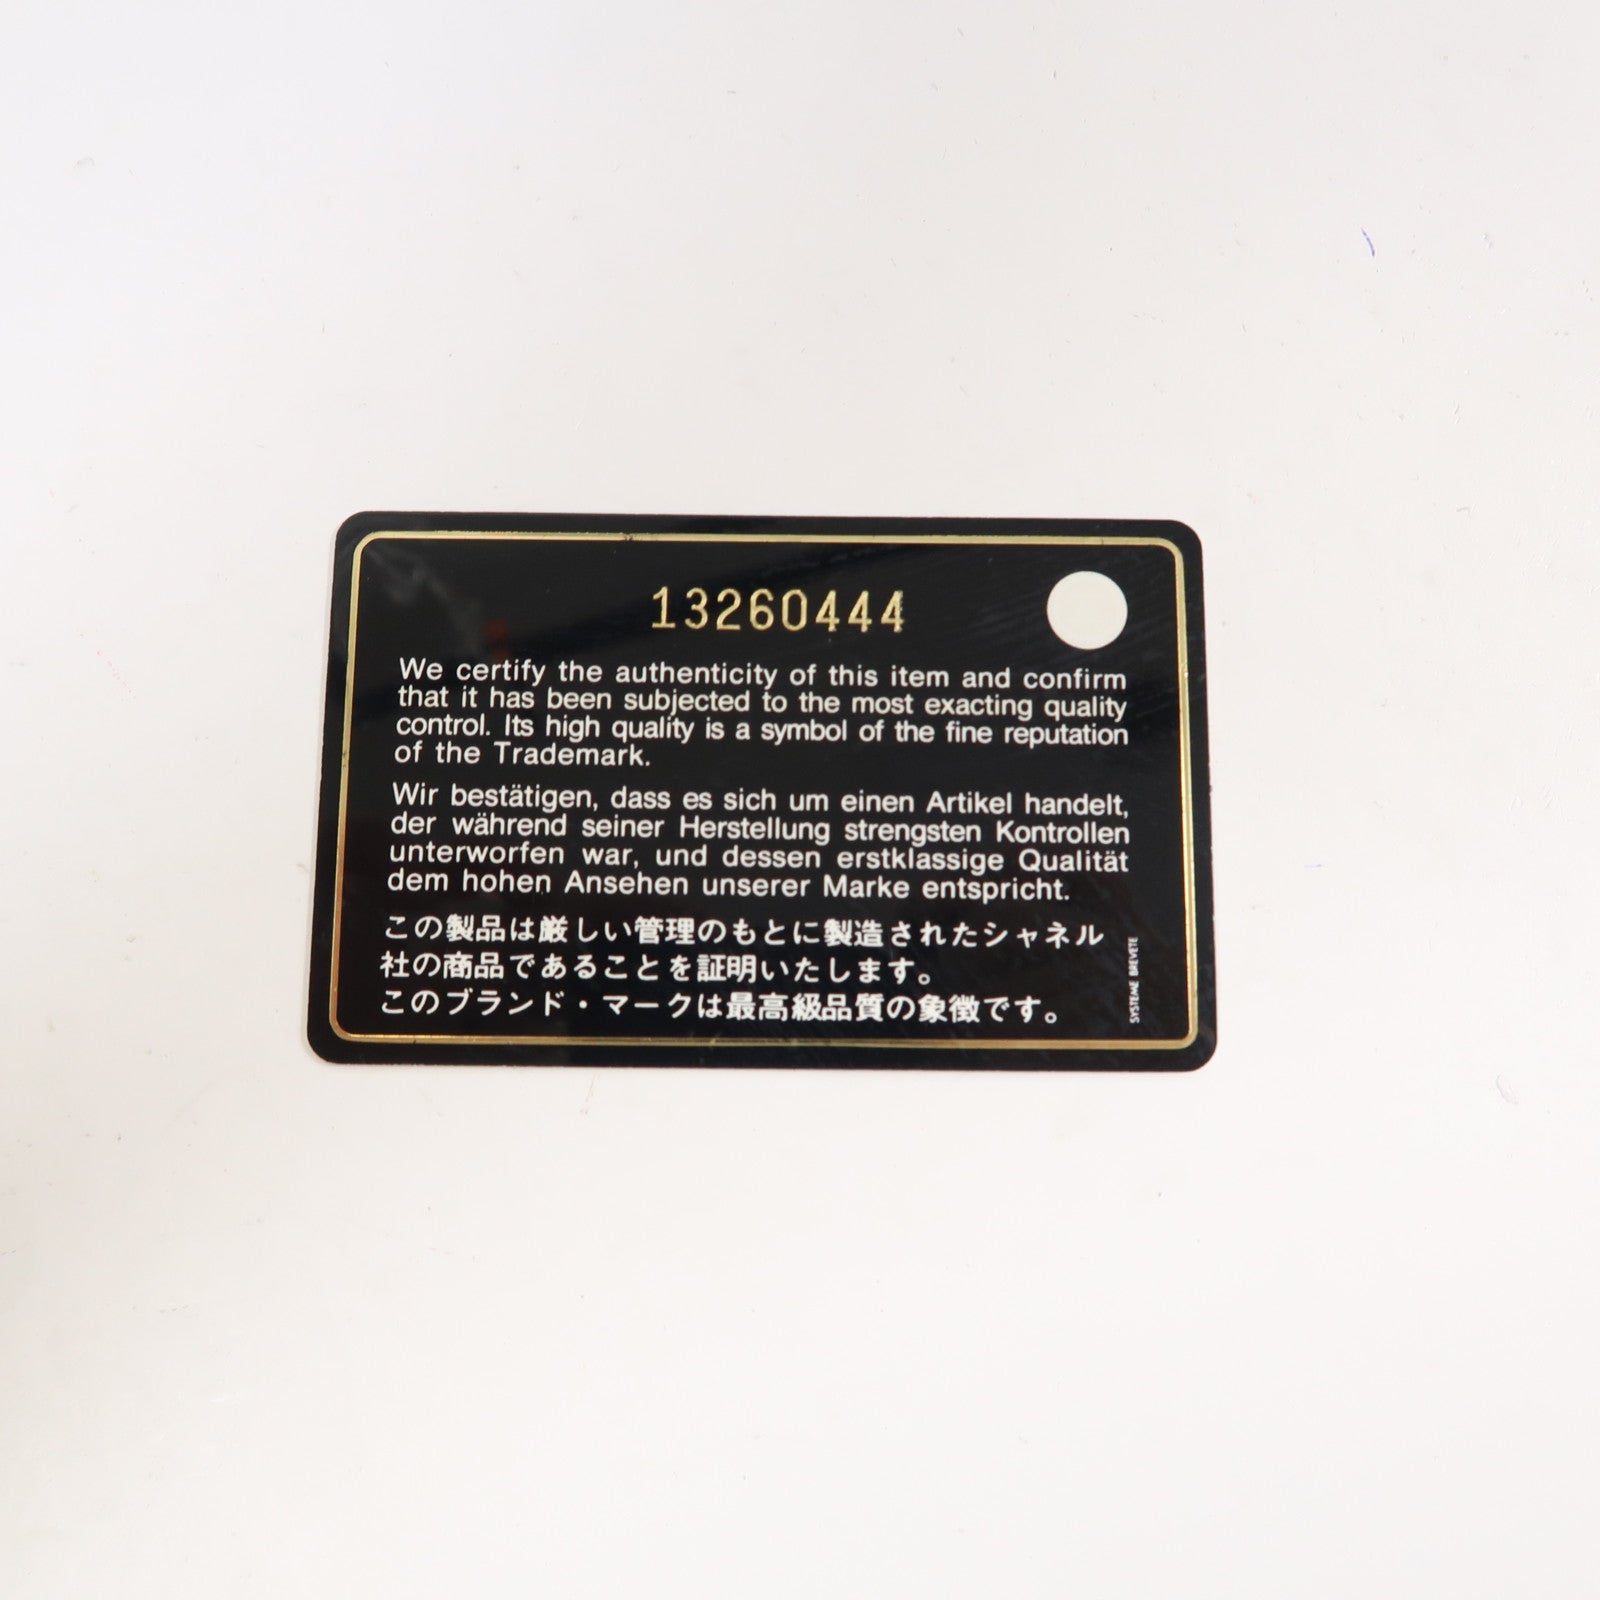 13260444
We certify the authenticity of this item and confirm
that it has been subjected to the most exacting quality
control. Its high quality is a symbol of the fine reputation
of the Trademark.
Wir bestätigen, dass es sich um einen Artikel handelt,
der während seiner Herstellung strengsten Kontrollen
unterworfen war, und dessen erstklassige Qualität
dem hohen Ansehen unserer Marke entspricht.
この製品は厳しい管理のもとに製造されたシャネル
社の商品であることを証明いたします。
このブランド・マークは最高級品質の象徴です。
SYSTEME BREVETE